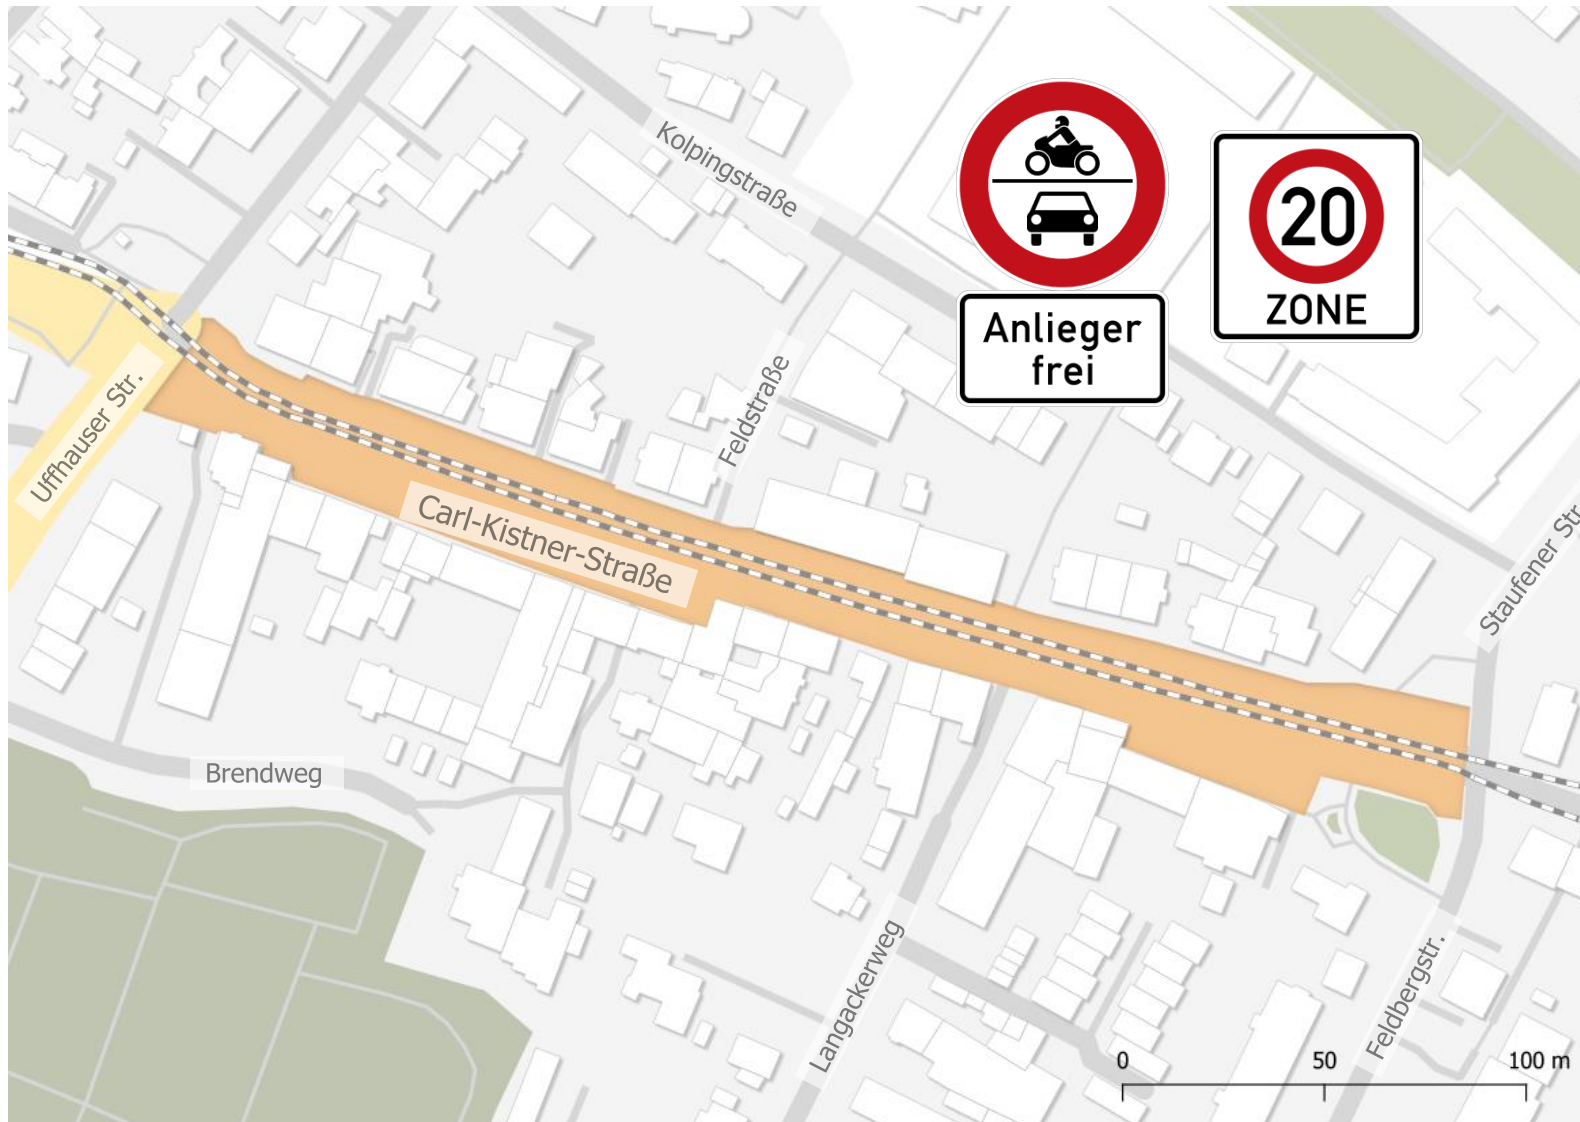 Kolpingstraße
20
ZONE
Anlieger
frei
Feldstraße
Uffhauser Str.
Carl-Kistner-Straße
Staufener Str.
Brendweg
Langackerweg
Feldbergstr.
0 50 100 m